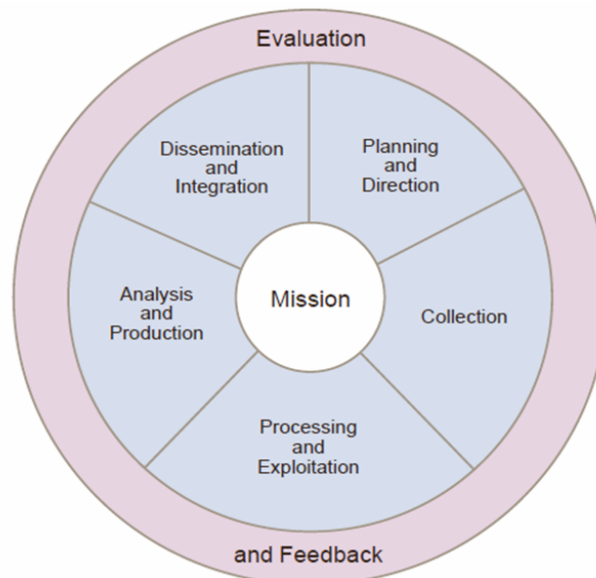 Evaluation
Planning
and
Direction
Collection
Processing
and
Exploitation
Analysis
and
Production
Dissemination
and
Integration
Mission
and Feedback